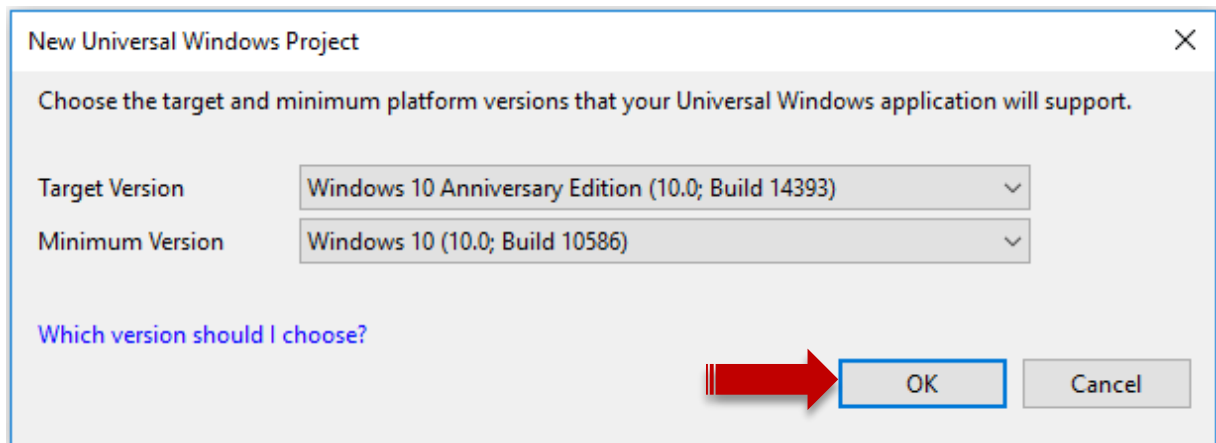 New Universal Windows Project
Choose the target and minimum platform versions that your Universal Windows application will support.
Target Version
Windows 10 Anniversary Edition (10.0; Build 14393)
Minimum Version
Windows 10 (10.0; Build 10586)
Which version should I choose?
OK
Cancel